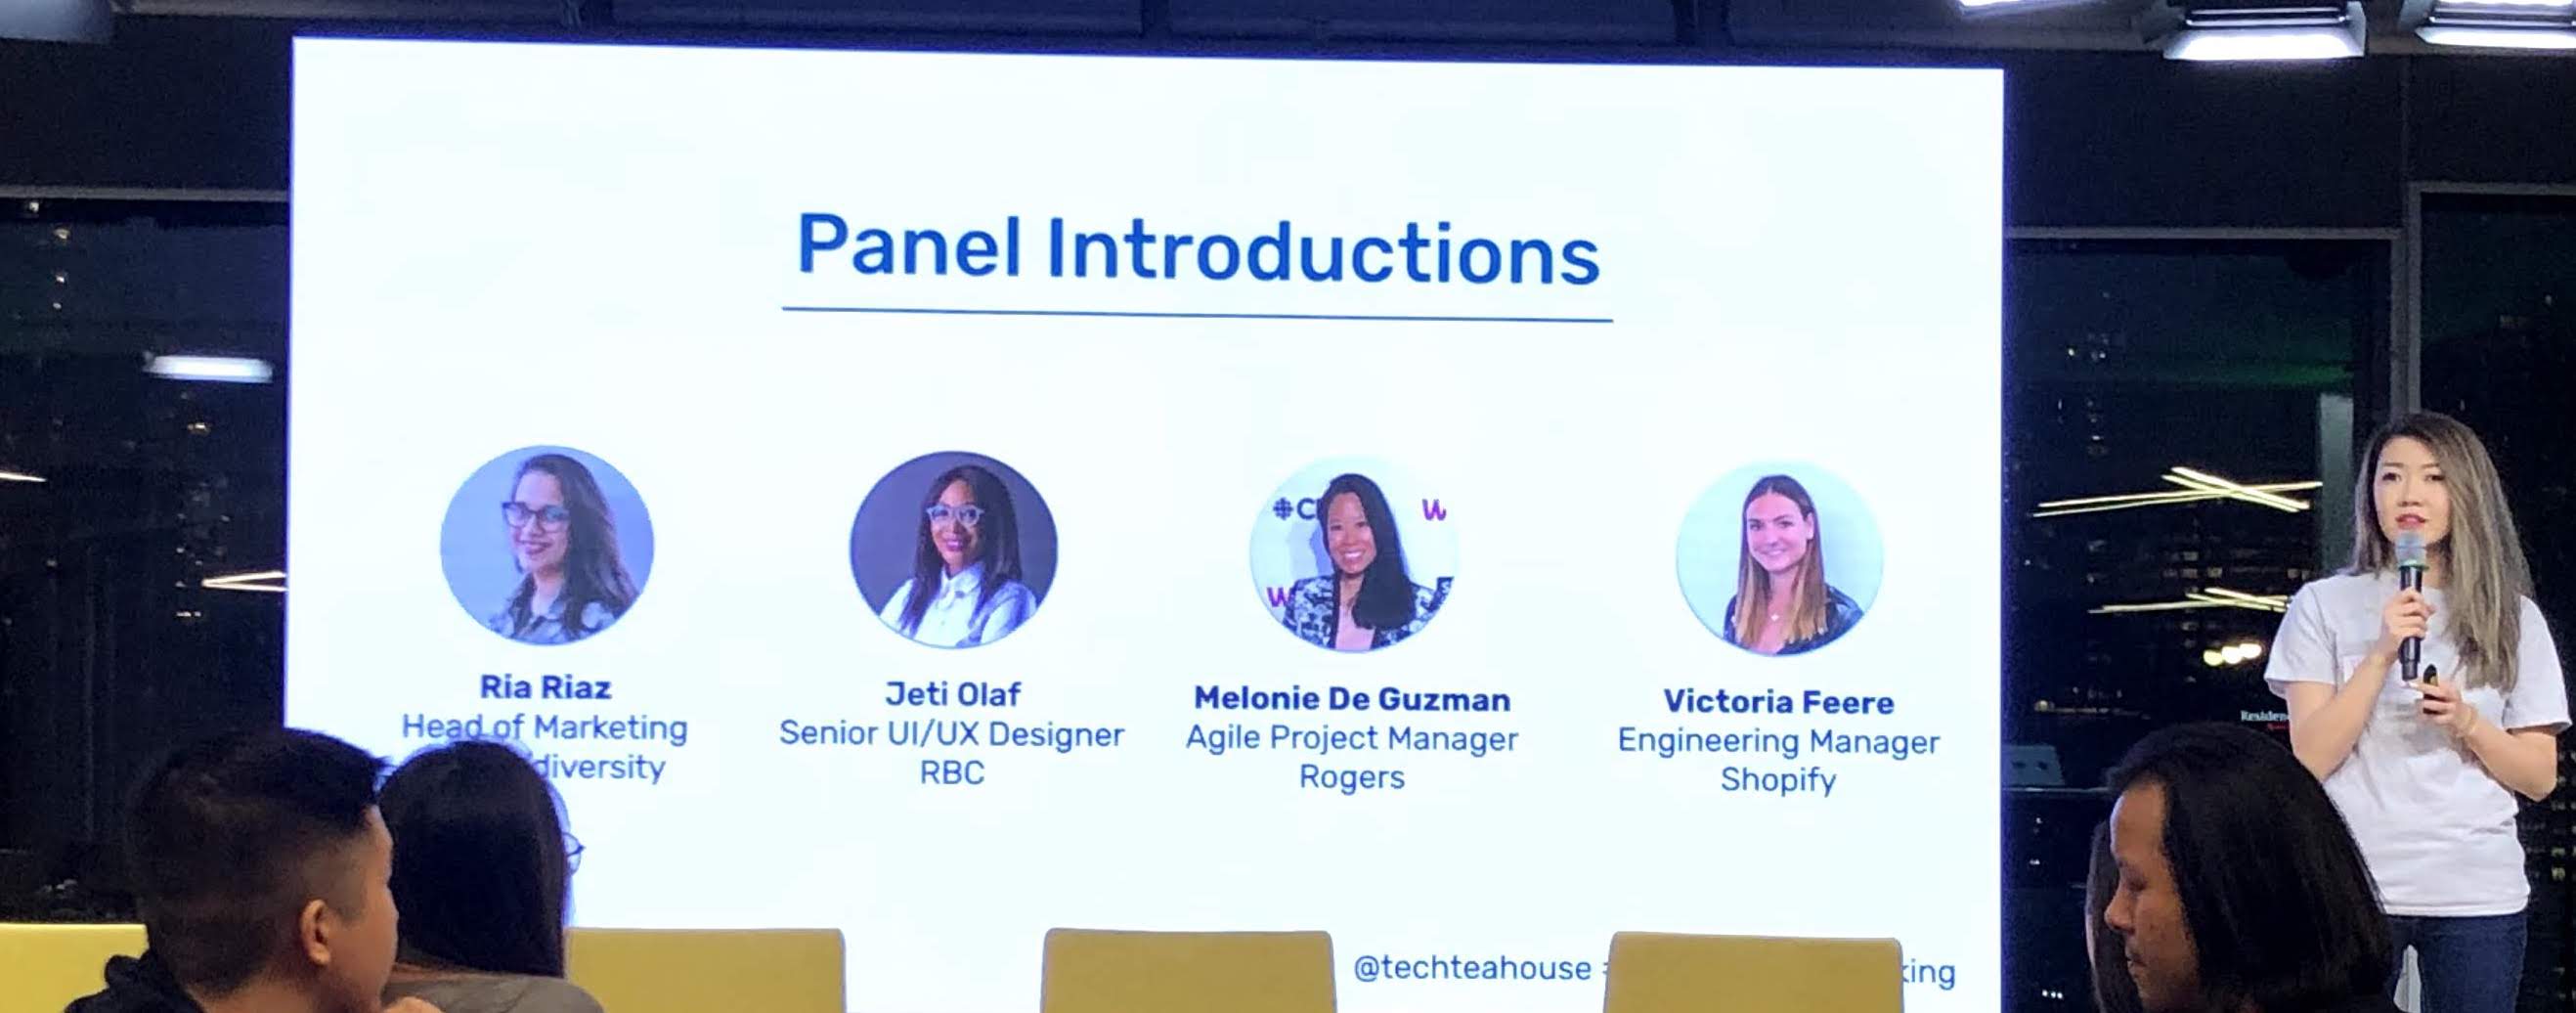 Panel Introductions
C
W
W
Ria Riaz
Head of Marketing
diversity
Jeti Olaf
Senior UI/UX Designer
RBC
Melonie De Guzman
Agile Project Manager
Rogers
Victoria Feere
Engineering Manager
Shopify
@techteahouse